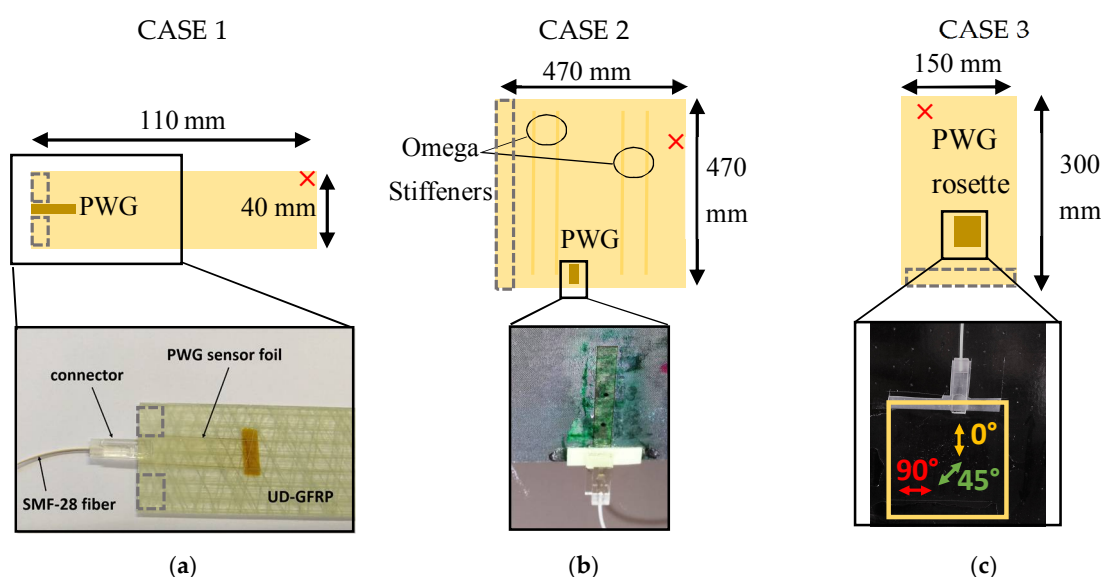 CASE 1
110 mm
PWG
40 mm
PWG sensor foil
connector
SMF-28 fiber
UD-GFRP
(a)
CASE 2
470 mm
Omega
Stiffeners
470
mm
PWG
(b)
CASE 3
150 mm
PWG
rosette
300
mm
0°
90°
45°
(c)